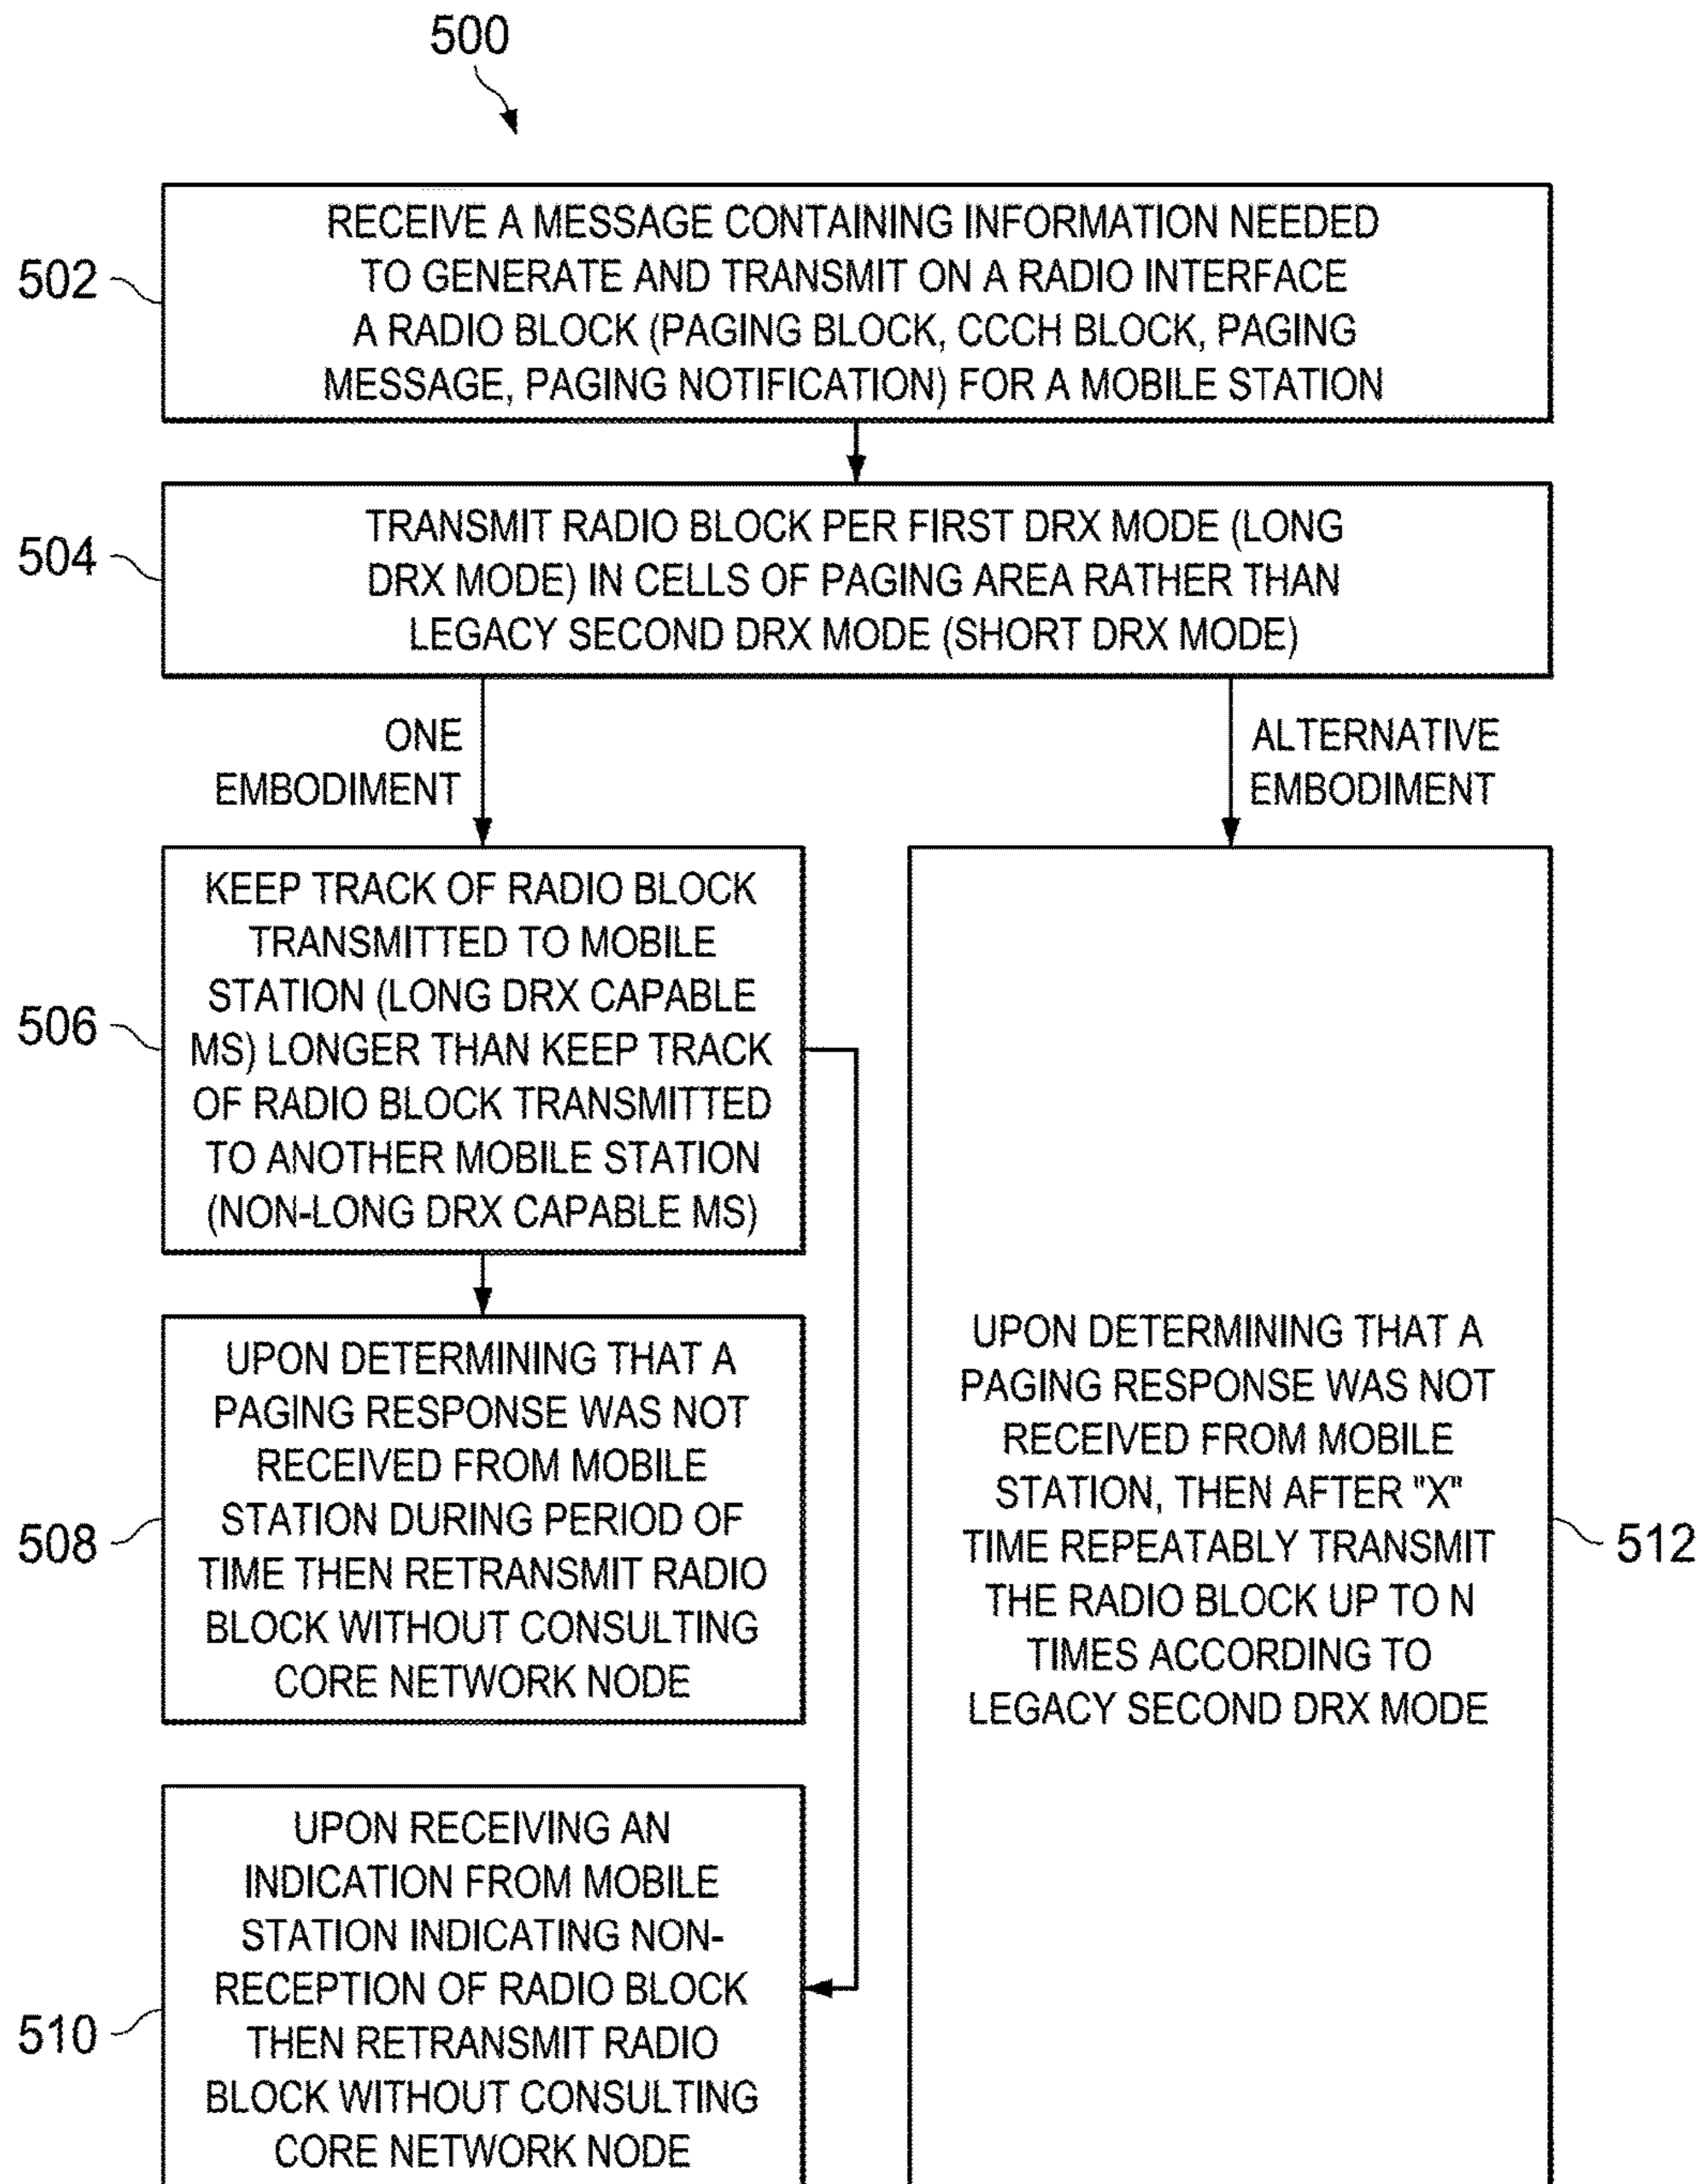 500
502
RECEIVE A MESSAGE CONTAINING INFORMATION NEEDED
TO GENERATE AND TRANSMIT ON A RADIO INTERFACE
A RADIO BLOCK (PAGING BLOCK, CCCH BLOCK, PAGING
MESSAGE, PAGING NOTIFICATION) FOR A MOBILE STATION
504
TRANSMIT RADIO BLOCK PER FIRST DRX MODE (LONG
DRX MODE) IN CELLS OF PAGING AREA RATHER THAN
LEGACY SECOND DRX MODE (SHORT DRX MODE)
ONE
EMBODIMENT
ALTERNATIVE
EMBODIMENT
506
KEEP TRACK OF RADIO BLOCK
TRANSMITTED TO MOBILE
STATION (LONG DRX CAPABLE
MS) LONGER THAN KEEP TRACK
OF RADIO BLOCK TRANSMITTED
TO ANOTHER MOBILE STATION
(NON-LONG DRX CAPABLE MS)
508
UPON DETERMINING THAT A
PAGING RESPONSE WAS NOT
RECEIVED FROM MOBILE
STATION DURING PERIOD OF
TIME THEN RETRANSMIT RADIO
BLOCK WITHOUT CONSULTING
CORE NETWORK NODE
510
UPON RECEIVING AN
INDICATION FROM MOBILE
STATION INDICATING NON-
RECEPTION OF RADIO BLOCK
THEN RETRANSMIT RADIO
BLOCK WITHOUT CONSULTING
CORE NETWORK NODE
UPON DETERMINING THAT A
PAGING RESPONSE WAS NOT
RECEIVED FROM MOBILE
STATION, THEN AFTER "X"
TIME REPEATABLY TRANSMIT
THE RADIO BLOCK UP TO N
TIMES ACCORDING TO
LEGACY SECOND DRX MODE
512